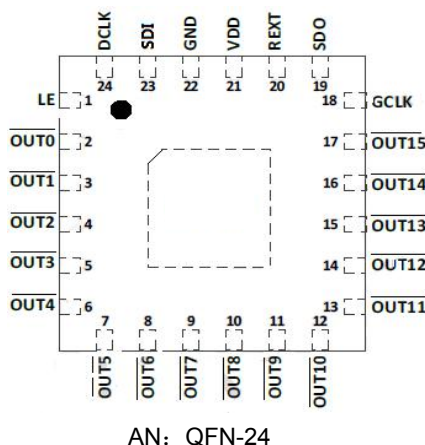 DCLK SDI GND VDD REXT SDO
24 23 22 21 20 19
LE 1 18 GCLK
OUT0 2 17 OUT15
OUT1 3 16 OUT14
OUT2 4 15 OUT13
OUT3 5 14 OUT12
OUT4 6 13 OUT11
7 8 9 10 11 12
OUT5 OUT6 OUT7 OUT8 OUT9 OUT10
AN：QFN-24